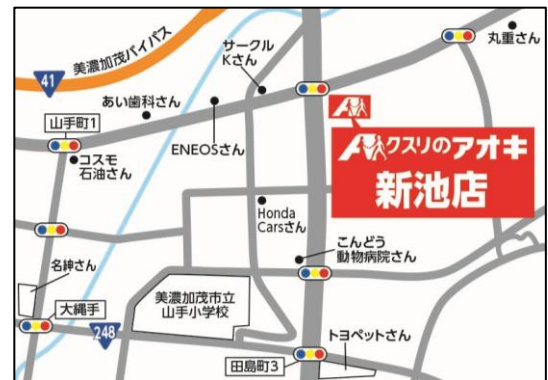 美濃加茂バイパス
41
サークル
Kさん
丸重さん
あい歯科さん
山手町1
ENEOSさん
コスモ
石油さん
クスリのアオキ
新池店
Honda
Carsさん
こんどう
動物病院さん
名紳さん
美濃加茂市立
山手小学校
大縄手
248
トヨペットさん
田島町3